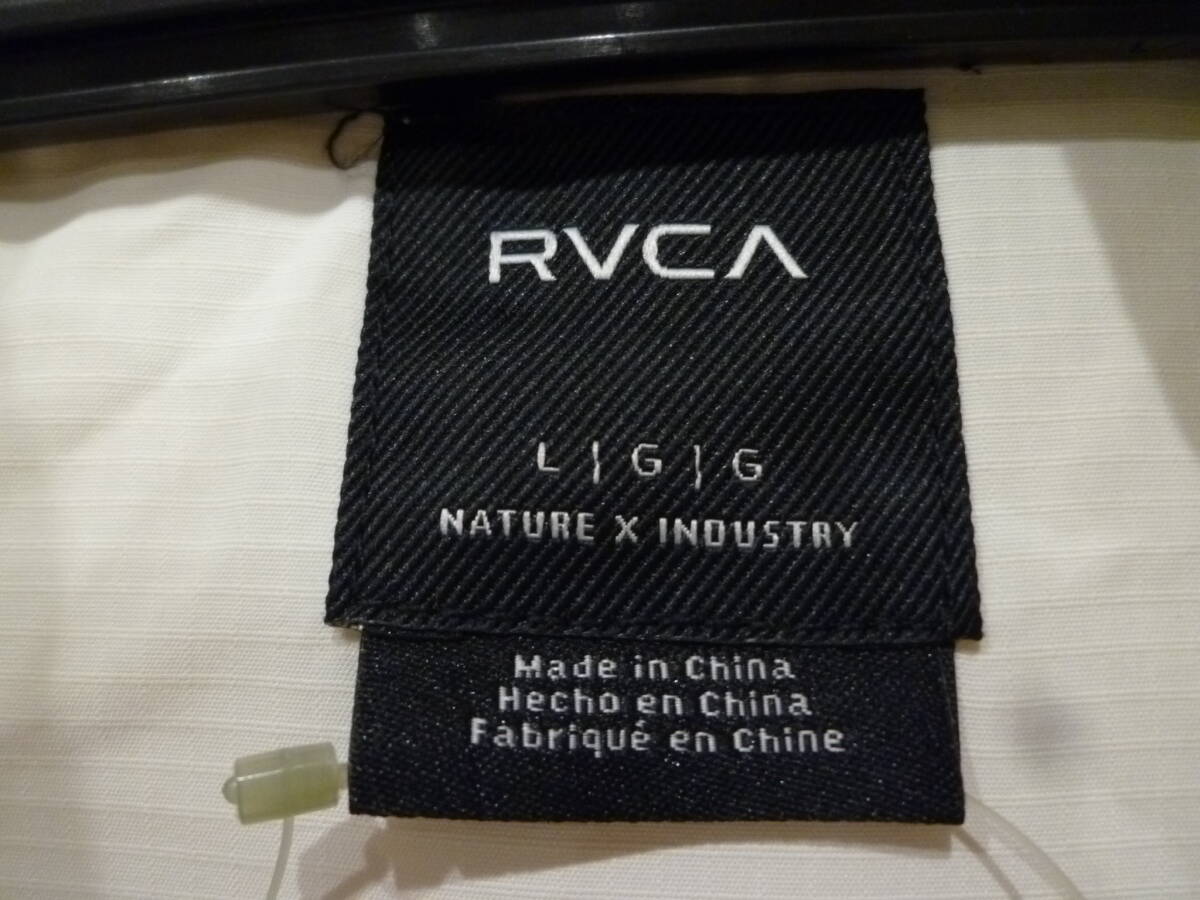 RVCA
L | G | G
NATURE X INDUSTRY
Made in China
Hecho en China
Fabriqué en Chine